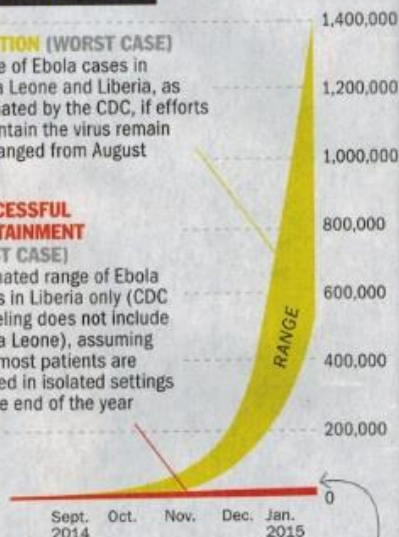 TION (WORST CASE)
e of Ebola cases in
a Leone and Liberia, as
ated by the CDC, if efforts
ntain the virus remain
anged from August
CESSFUL
TAINMENT
T CASE)
nated range of Ebola
s in Liberia only (CDC
eling does not include
a Leone), assuming
most patients are
ed in isolated settings
e end of the year
1,400,000
1,200,000
1,000,000
800,000
600,000
400,000
200,000
0
RANGE
Sept. Oct. Nov. Dec. Jan.
2014 2015